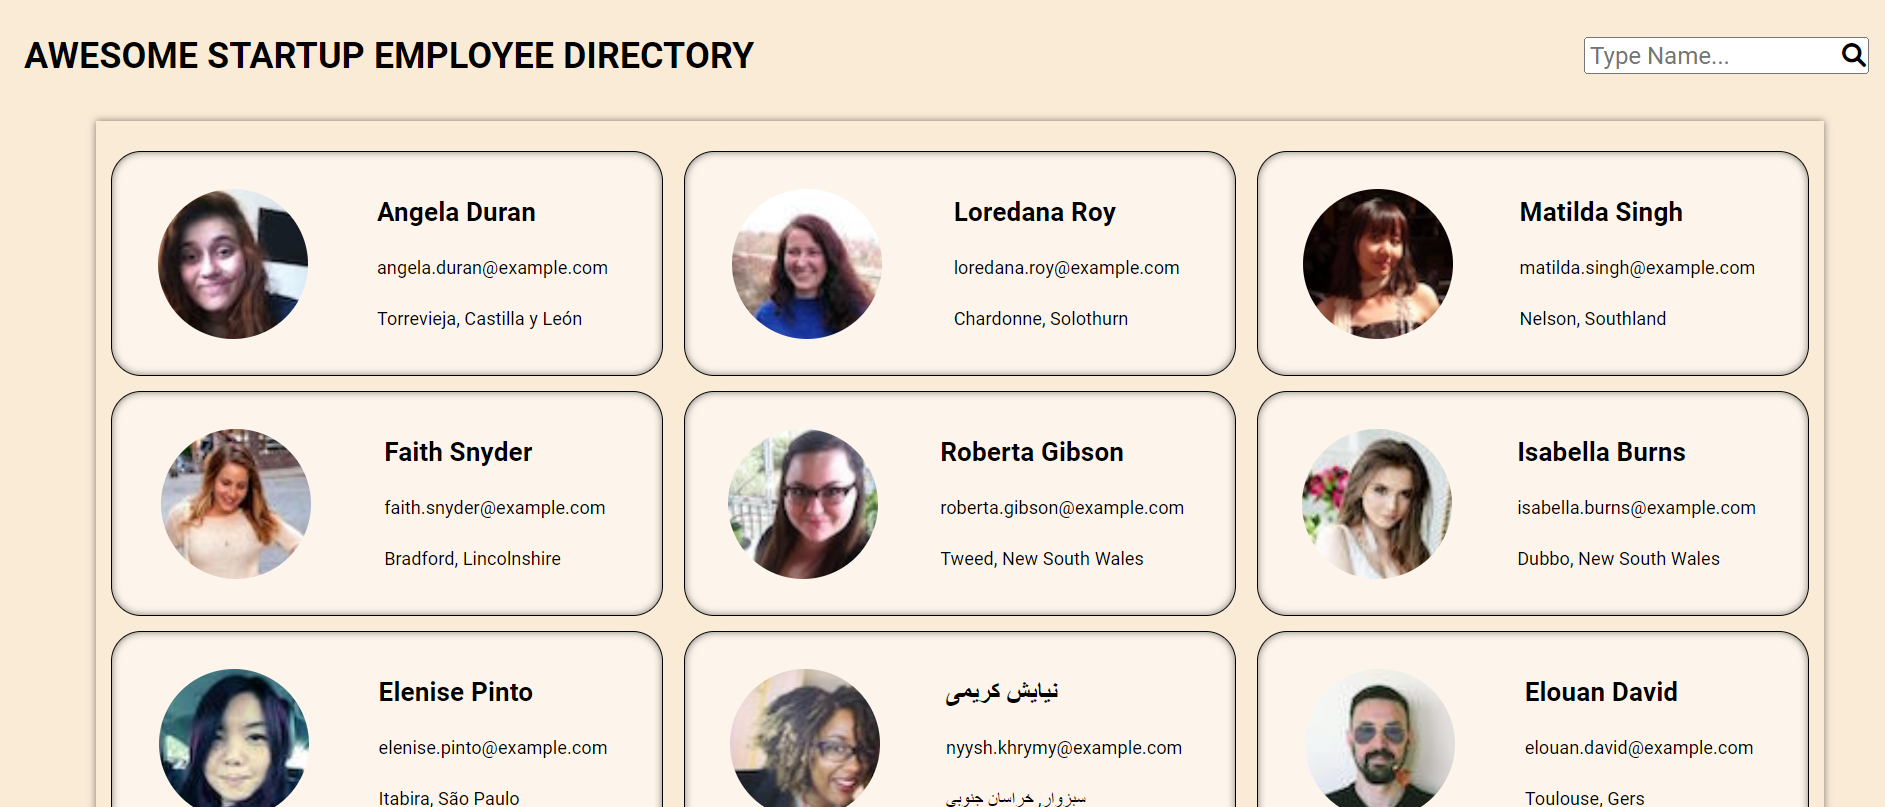 AWESOME STARTUP EMPLOYEE DIRECTORY
Type Name...
Angela Duran
angela.duran@example.com
Torrevieja, Castilla y León
Loredana Roy
loredana.roy@example.com
Chardonne, Solothurn
Matilda Singh
matilda.singh@example.com
Nelson, Southland
Faith Snyder
faith.snyder@example.com
Bradford, Lincolnshire
Roberta Gibson
roberta.gibson@example.com
Tweed, New South Wales
Isabella Burns
isabella.burns@example.com
Dubbo, New South Wales
Elenise Pinto
elenise.pinto@example.com
Itabira, São Paulo
نیایش کریمی
nyysh.khrymy@example.com
سبزوار, خراسان جنوبی
Elouan David
elouan.david@example.com
Toulouse, Gers